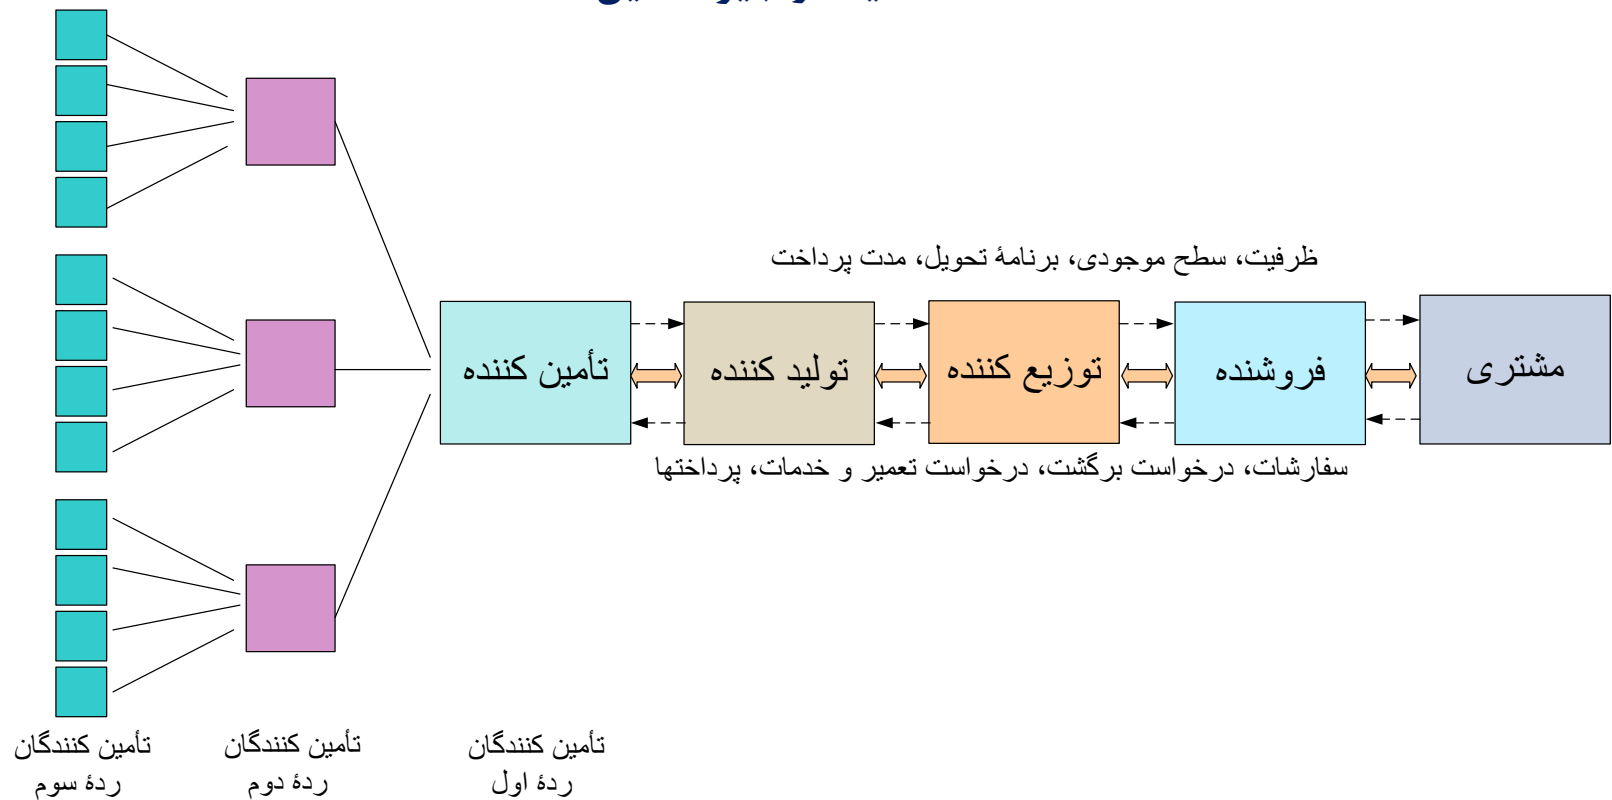 ظرفیت، سطح موجودی، برنامهٔ تحویل، مدت پرداخت
مشتری
فروشنده
توزیع کننده
تولید کننده
تأمین کننده
سفارشات، درخواست برگشت، درخواست تعمیر و خدمات، پرداختها
تأمین کنندگان
ردهٔ اول
تأمین کنندگان
ردهٔ دوم
تأمین کنندگان
ردهٔ سوم